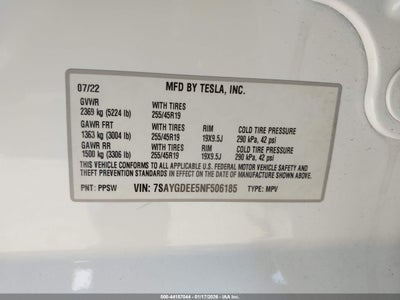 07/22 MFD BY TESLA, INC.
GVWR WITH TIRES
2369 kg (5224 lb) 255/45R19
GAWR FRT WITH TIRES RIM COLD TIRE PRESSURE
1363 kg (3004 lb) 255/45R19 19X9.5J 290 kPa, 42 psi
GAWR RR WITH TIRES RIM COLD TIRE PRESSURE
1500 kg (3306 lb) 255/45R19 19X9.5J 290 kPa, 42 psi
THIS VEHICLE CONFORMS TO ALL APPLICABLE FEDERAL MOTOR VEHICLE SAFETY AND
THEFT PREVENTION STANDARDS IN EFFECT ON THE DATE OF MANUFACTURE SHOWN ABOVE.
PNT: PPSW VIN: 7SAYGDEE5NF506185 TYPE: MPV
500-44187044 - 01/17/2026 - IAA Inc.